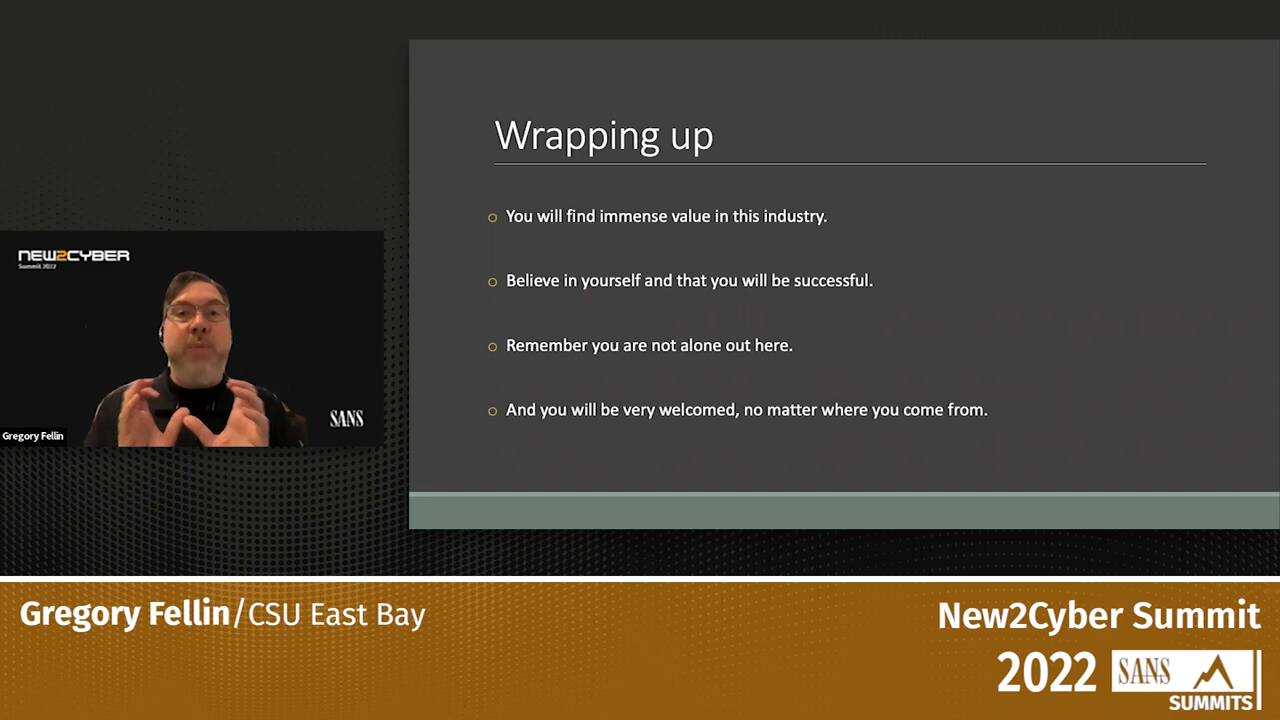 Wrapping up
You will find immense value in this industry.
Believe in yourself and that you will be successful.
Remember you are not alone out here.
And you will be very welcomed, no matter where you come from.
NEW2CYBER
Summit 2022
SANS
Gregory Fellin
Gregory Fellin/CSU East Bay
New2Cyber Summit
2022 SANS
SUMMITS